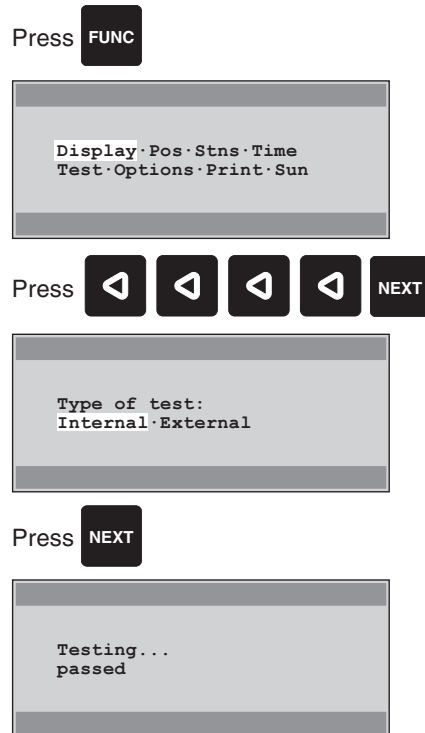 Press FUNC
Display·Pos·Stns·Time
Test·Options·Print·Sun
Press NEXT
Type of test:
Internal·External
Press NEXT
Testing...
passed